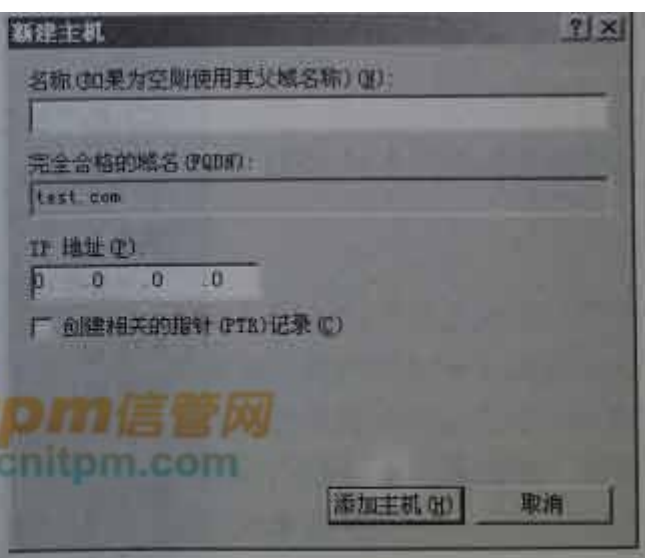 新建主机
名称(如果为空则使用其父域名称)(N):
完全合格的域名(FQDN):
test.com
IP 地址(P)
0 .0 .0 .0
创建相关的指针(PTR)记录(C)
pm信管网
cnitpm.com
添加主机(H) 取消